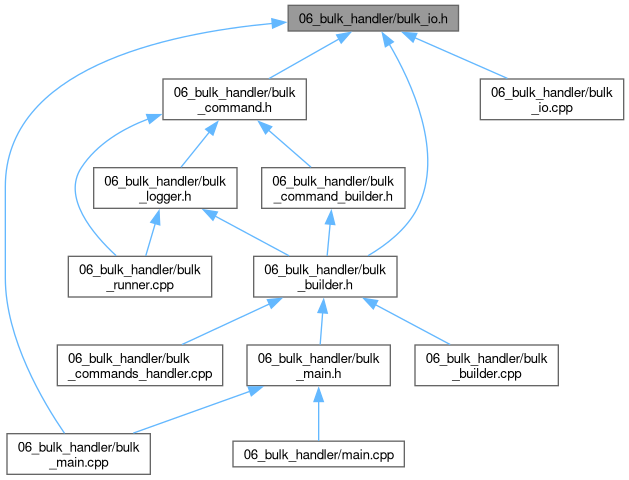 06_bulk_handler/bulk_io.h
06_bulk_handler/bulk
_command.h
06_bulk_handler/bulk
_io.cpp
06_bulk_handler/bulk
_logger.h
06_bulk_handler/bulk
_command_builder.h
06_bulk_handler/bulk
_runner.cpp
06_bulk_handler/bulk
_builder.h
06_bulk_handler/bulk
_commands_handler.cpp
06_bulk_handler/bulk
_main.h
06_bulk_handler/bulk
_builder.cpp
06_bulk_handler/bulk
_main.cpp
06_bulk_handler/main.cpp